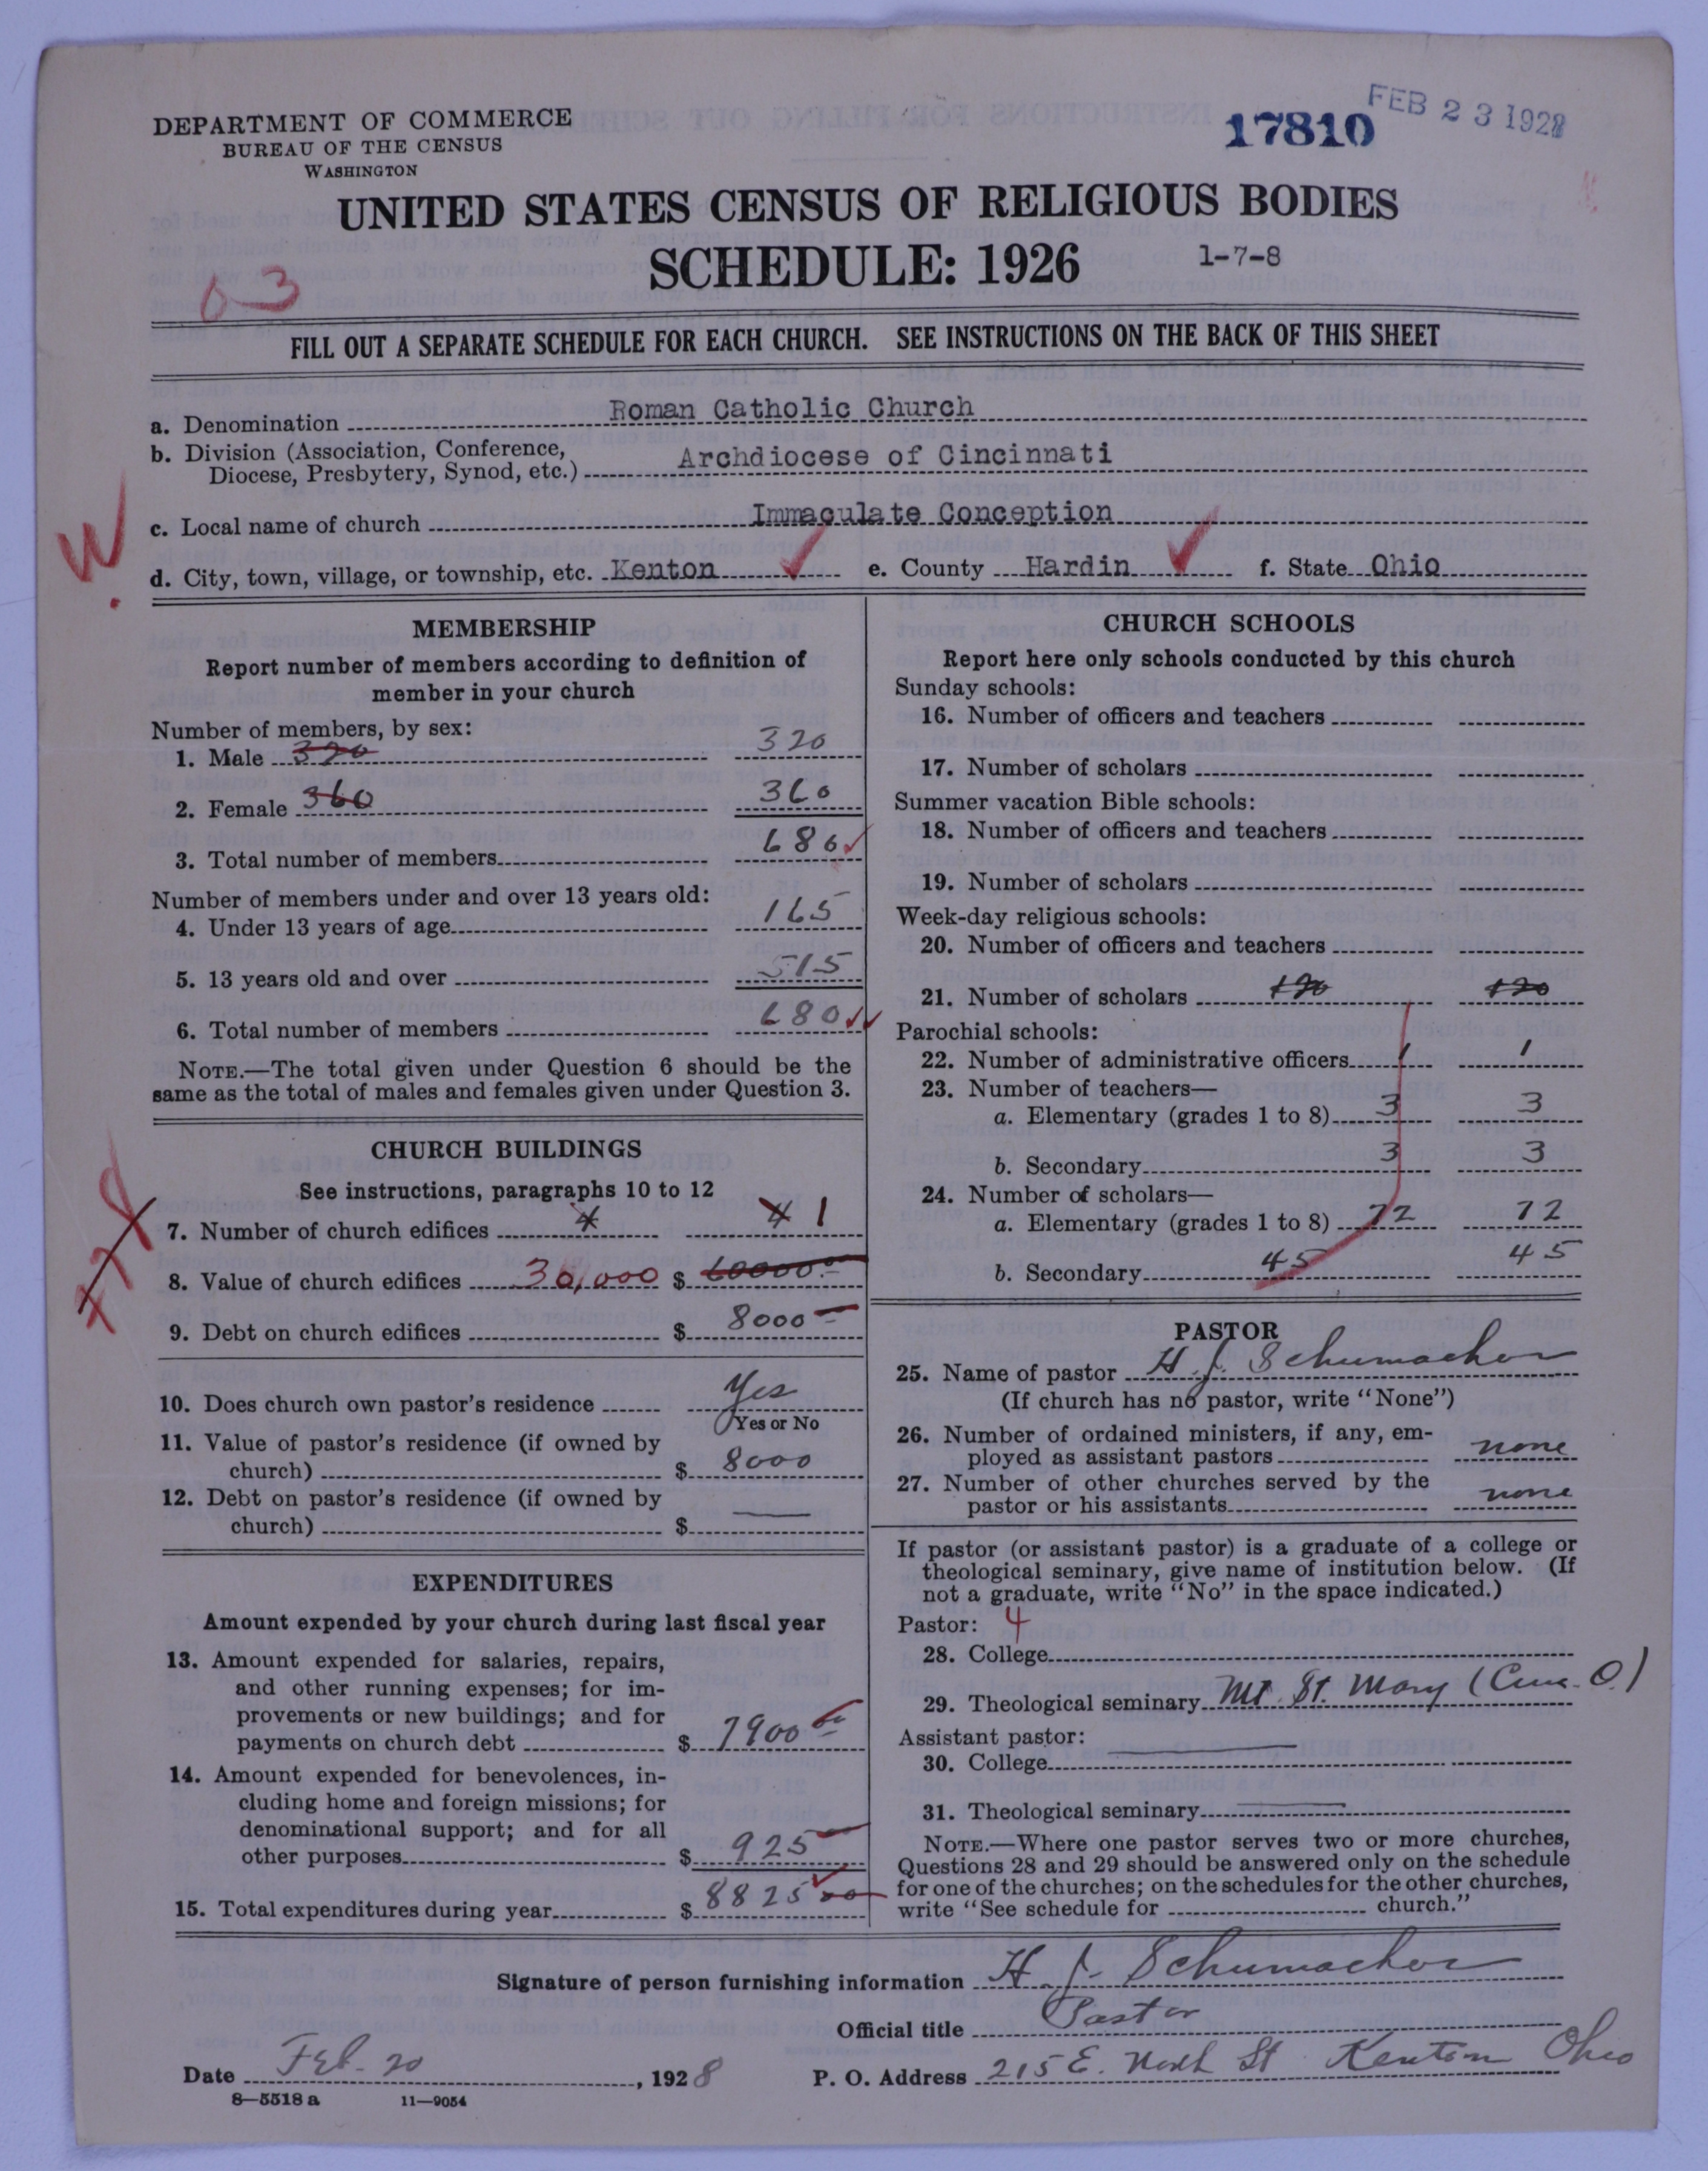 DEPARTMENT OF COMMERCE
BUREAU OF THE CENSUS
WASHINGTON
17810
FEB 23 1928
UNITED STATES CENSUS OF RELIGIOUS BODIES
SCHEDULE: 1926
1-7-8
FILL OUT A SEPARATE SCHEDULE FOR EACH CHURCH. SEE INSTRUCTIONS ON THE BACK OF THIS SHEET
a. Denomination Roman Catholic Church
b. Division (Association, Conference,
Diocese, Presbytery, Synod, etc.) Archdiocese of Cincinnati
c. Local name of church Immaculate Conception
d. City, town, village, or township, etc. Kenton e. County Hardin f. State Ohio
MEMBERSHIP
Report number of members according to definition of
member in your church
Number of members, by sex:
1. Male 320 320
2. Female 360 360
3. Total number of members 680
Number of members under and over 13 years old:
4. Under 13 years of age 165
5. 13 years old and over 515
6. Total number of members 680
NOTE.—The total given under Question 6 should be the
same as the total of males and females given under Question 3.
CHURCH BUILDINGS
See instructions, paragraphs 10 to 12
7. Number of church edifices 4 4 1
8. Value of church edifices 30,000 $ 60000
9. Debt on church edifices $ 8000
10. Does church own pastor's residence Yes
Yes or No
11. Value of pastor's residence (if owned by
church) $ 8000
12. Debt on pastor's residence (if owned by
church) $ —
EXPENDITURES
Amount expended by your church during last fiscal year
13. Amount expended for salaries, repairs,
and other running expenses; for im-
provements or new buildings; and for
payments on church debt $ 7900 00
14. Amount expended for benevolences, in-
cluding home and foreign missions; for
denominational support; and for all
other purposes $ 925
15. Total expenditures during year $ 8825 00
CHURCH SCHOOLS
Report here only schools conducted by this church
Sunday schools:
16. Number of officers and teachers
17. Number of scholars
Summer vacation Bible schools:
18. Number of officers and teachers
19. Number of scholars
Week-day religious schools:
20. Number of officers and teachers
21. Number of scholars 120 120
Parochial schools:
22. Number of administrative officers 1 1
23. Number of teachers—
a. Elementary (grades 1 to 8) 3 3
b. Secondary 3 3
24. Number of scholars—
a. Elementary (grades 1 to 8) 72 72
b. Secondary 45 45
PASTOR
25. Name of pastor H. J. Schumacher
(If church has no pastor, write "None")
26. Number of ordained ministers, if any, em-
ployed as assistant pastors none
27. Number of other churches served by the
pastor or his assistants none
If pastor (or assistant pastor) is a graduate of a college or
theological seminary, give name of institution below. (If
not a graduate, write "No" in the space indicated.)
Pastor: 4
28. College
29. Theological seminary Mt. St. Mary (Cinc. O.)
Assistant pastor:
30. College —
31. Theological seminary —
NOTE.—Where one pastor serves two or more churches,
Questions 28 and 29 should be answered only on the schedule
for one of the churches; on the schedules for the other churches,
write "See schedule for church."
Signature of person furnishing information H. J. Schumacher
Official title Pastor
Date Feb. 20, 1928 P. O. Address 215 E. North St. Kenton Ohio
8—5518 a 11—9054